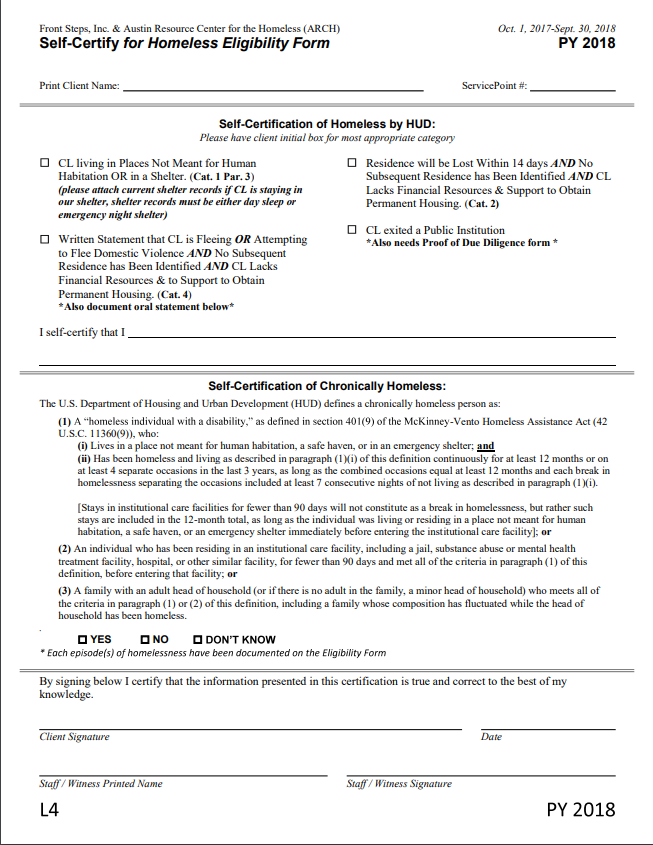 Front Steps, Inc. & Austin Resource Center for the Homeless (ARCH)
Oct. 1, 2017-Sept. 30, 2018
Self-Certify for Homeless Eligibility Form
PY 2018
Print Client Name:
ServicePoint #:
Self-Certification of Homeless by HUD:
Please have client initial box for most appropriate category
CL living in Places Not Meant for Human
Habitation OR in a Shelter. (Cat. 1 Par. 3)
(please attach current shelter records if CL is staying in
our shelter, shelter records must be either day sleep or
emergency night shelter)
Written Statement that CL is Fleeing OR Attempting
to Flee Domestic Violence AND No Subsequent
Residence has Been Identified AND CL Lacks
Financial Resources & to Support to Obtain
Permanent Housing. (Cat. 4)
*Also document oral statement below*
Residence will be Lost Within 14 days AND No
Subsequent Residence has Been Identified AND CL
Lacks Financial Resources & Support to Obtain
Permanent Housing. (Cat. 2)
CL exited a Public Institution
*Also needs Proof of Due Diligence form *
I self-certify that I
Self-Certification of Chronically Homeless:
The U.S. Department of Housing and Urban Development (HUD) defines a chronically homeless person as:
(1) A “homeless individual with a disability,” as defined in section 401(9) of the McKinney-Vento Homeless Assistance Act (42
U.S.C. 11360(9)), who:
(i) Lives in a place not meant for human habitation, a safe haven, or in an emergency shelter; and
(ii) Has been homeless and living as described in paragraph (1)(i) of this definition continuously for at least 12 months or on
at least 4 separate occasions in the last 3 years, as long as the combined occasions equal at least 12 months and each break in
homelessness separating the occasions included at least 7 consecutive nights of not living as described in paragraph (1)(i).
[Stays in institutional care facilities for fewer than 90 days will not constitute as a break in homelessness, but rather such
stays are included in the 12-month total, as long as the individual was living or residing in a place not meant for human
habitation, a safe haven, or an emergency shelter immediately before entering the institutional care facility]; or
(2) An individual who has been residing in an institutional care facility, including a jail, substance abuse or mental health
treatment facility, hospital, or other similar facility, for fewer than 90 days and met all of the criteria in paragraph (1) of this
definition, before entering that facility; or
(3) A family with an adult head of household (or if there is no adult in the family, a minor head of household) who meets all of
the criteria in paragraph (1) or (2) of this definition, including a family whose composition has fluctuated while the head of
household has been homeless.
YES NO DON'T KNOW
* Each episode(s) of homelessness have been documented on the Eligibility Form
By signing below I certify that the information presented in this certification is true and correct to the best of my
knowledge.
Client Signature
Date
Staff / Witness Printed Name
Staff / Witness Signature
L4
PY 2018